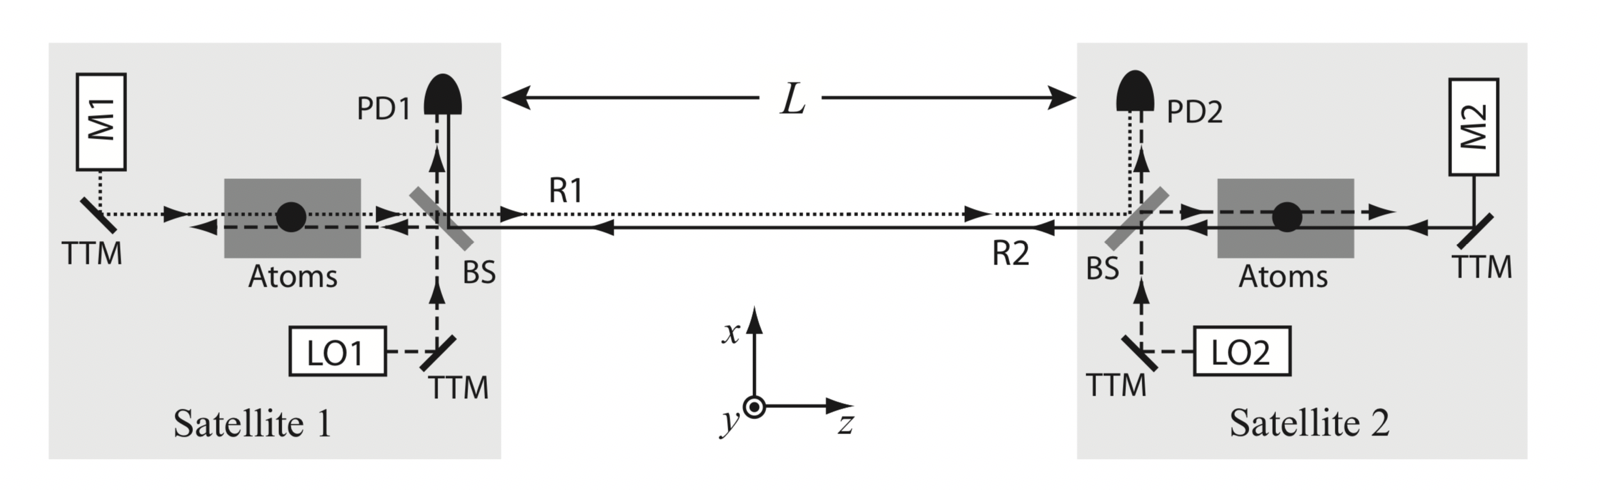 M1
PD1
L
PD2
M2
R1
TTM
Atoms
BS
R2
BS
Atoms
TTM
LO1
TTM
x
y
z
TTM
LO2
Satellite 1
Satellite 2